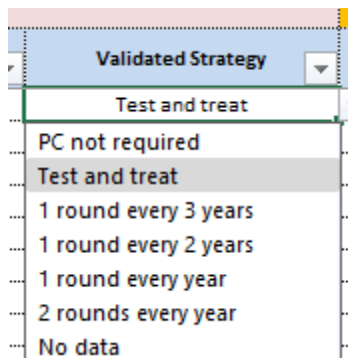 Validated Strategy
Test and treat
PC not required
Test and treat
1 round every 3 years
1 round every 2 years
1 round every year
2 rounds every year
No data